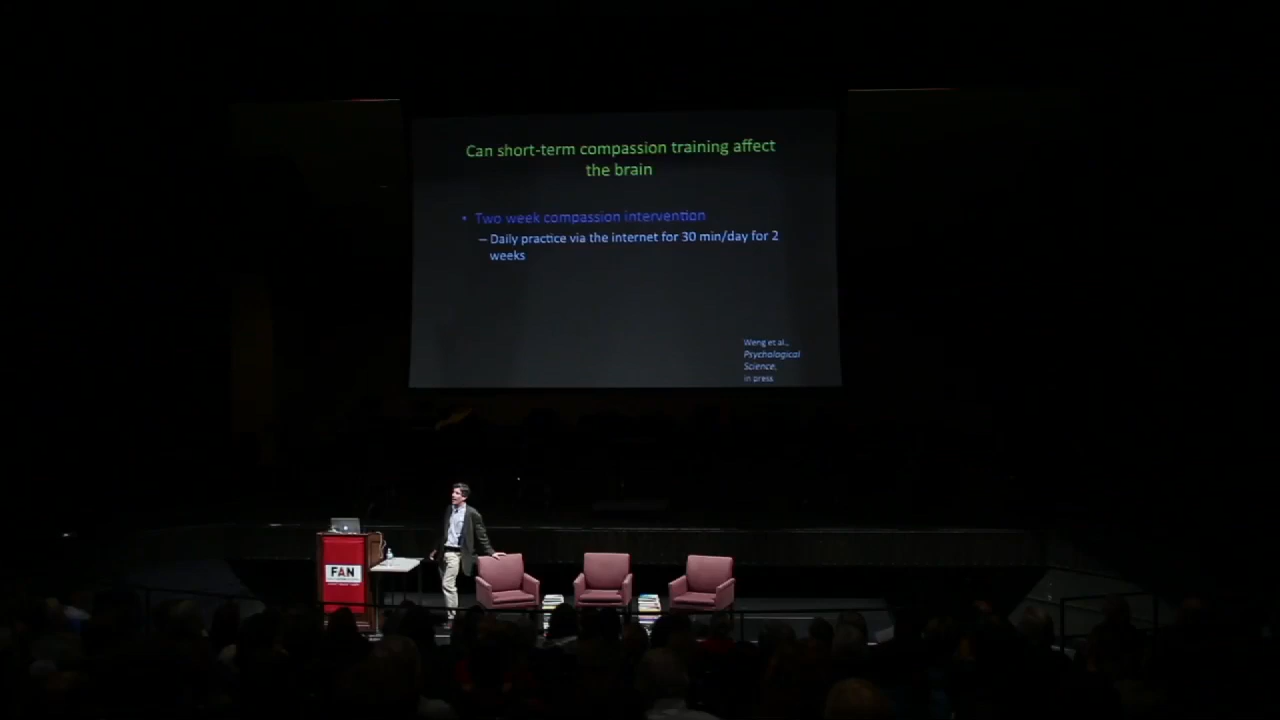 Can short-term compassion training affect
the brain
• Two week compassion intervention
– Daily practice via the internet for 30 min/day for 2
weeks
Weng et al.,
Psychological
Science,
in press
FAN